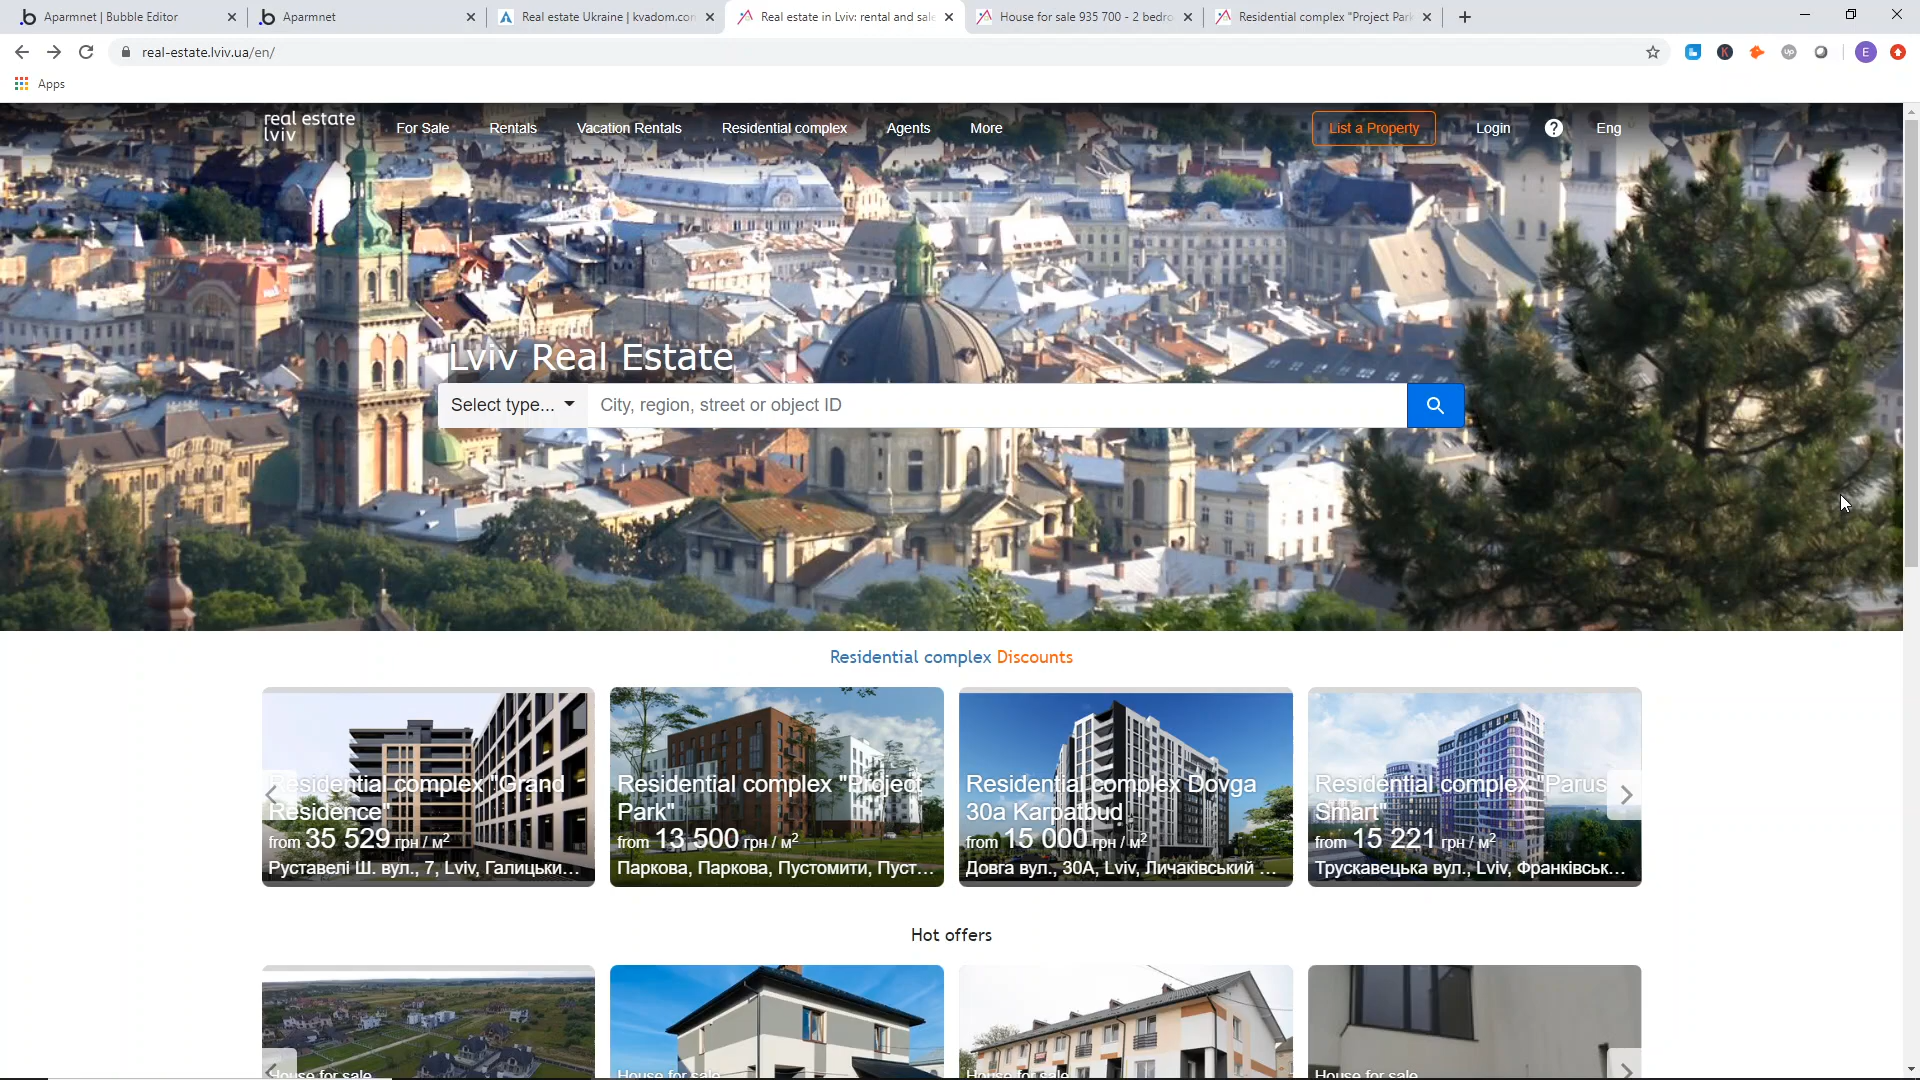 Aparmnet | Bubble Editor
Aparmnet
Real estate Ukraine | kvadom.con
Real estate in Lviv: rental and sale
House for sale 935 700 - 2 bedro
Residential complex "Project Park
real-estate.lviv.ua/en/
E
Apps
real estate
lviv
For Sale
Rentals
Vacation Rentals
Residential complex
Agents
More
List a Property
Login
?
Eng
Lviv Real Estate
Select type...
City, region, street or object ID
Residential complex Discounts
Residential complex "Grand
Residence"
from 35 529 грн / м²
Руставелі Ш. вул., 7, Lviv, Галицьки...
Residential complex "Project
Park"
from 13 500 грн / м²
Паркова, Паркова, Пустомити, Пуст...
Residential complex Dovga
30a Karpatbud
from 15 000 грн / м²
Довга вул., 30А, Lviv, Личаківський ...
Residential complex "Parus
Smart"
from 15 221 грн / м²
Трускавецька вул., Lviv, Франківськ...
Hot offers
House for sale
House for sale
House for sale
House for sale